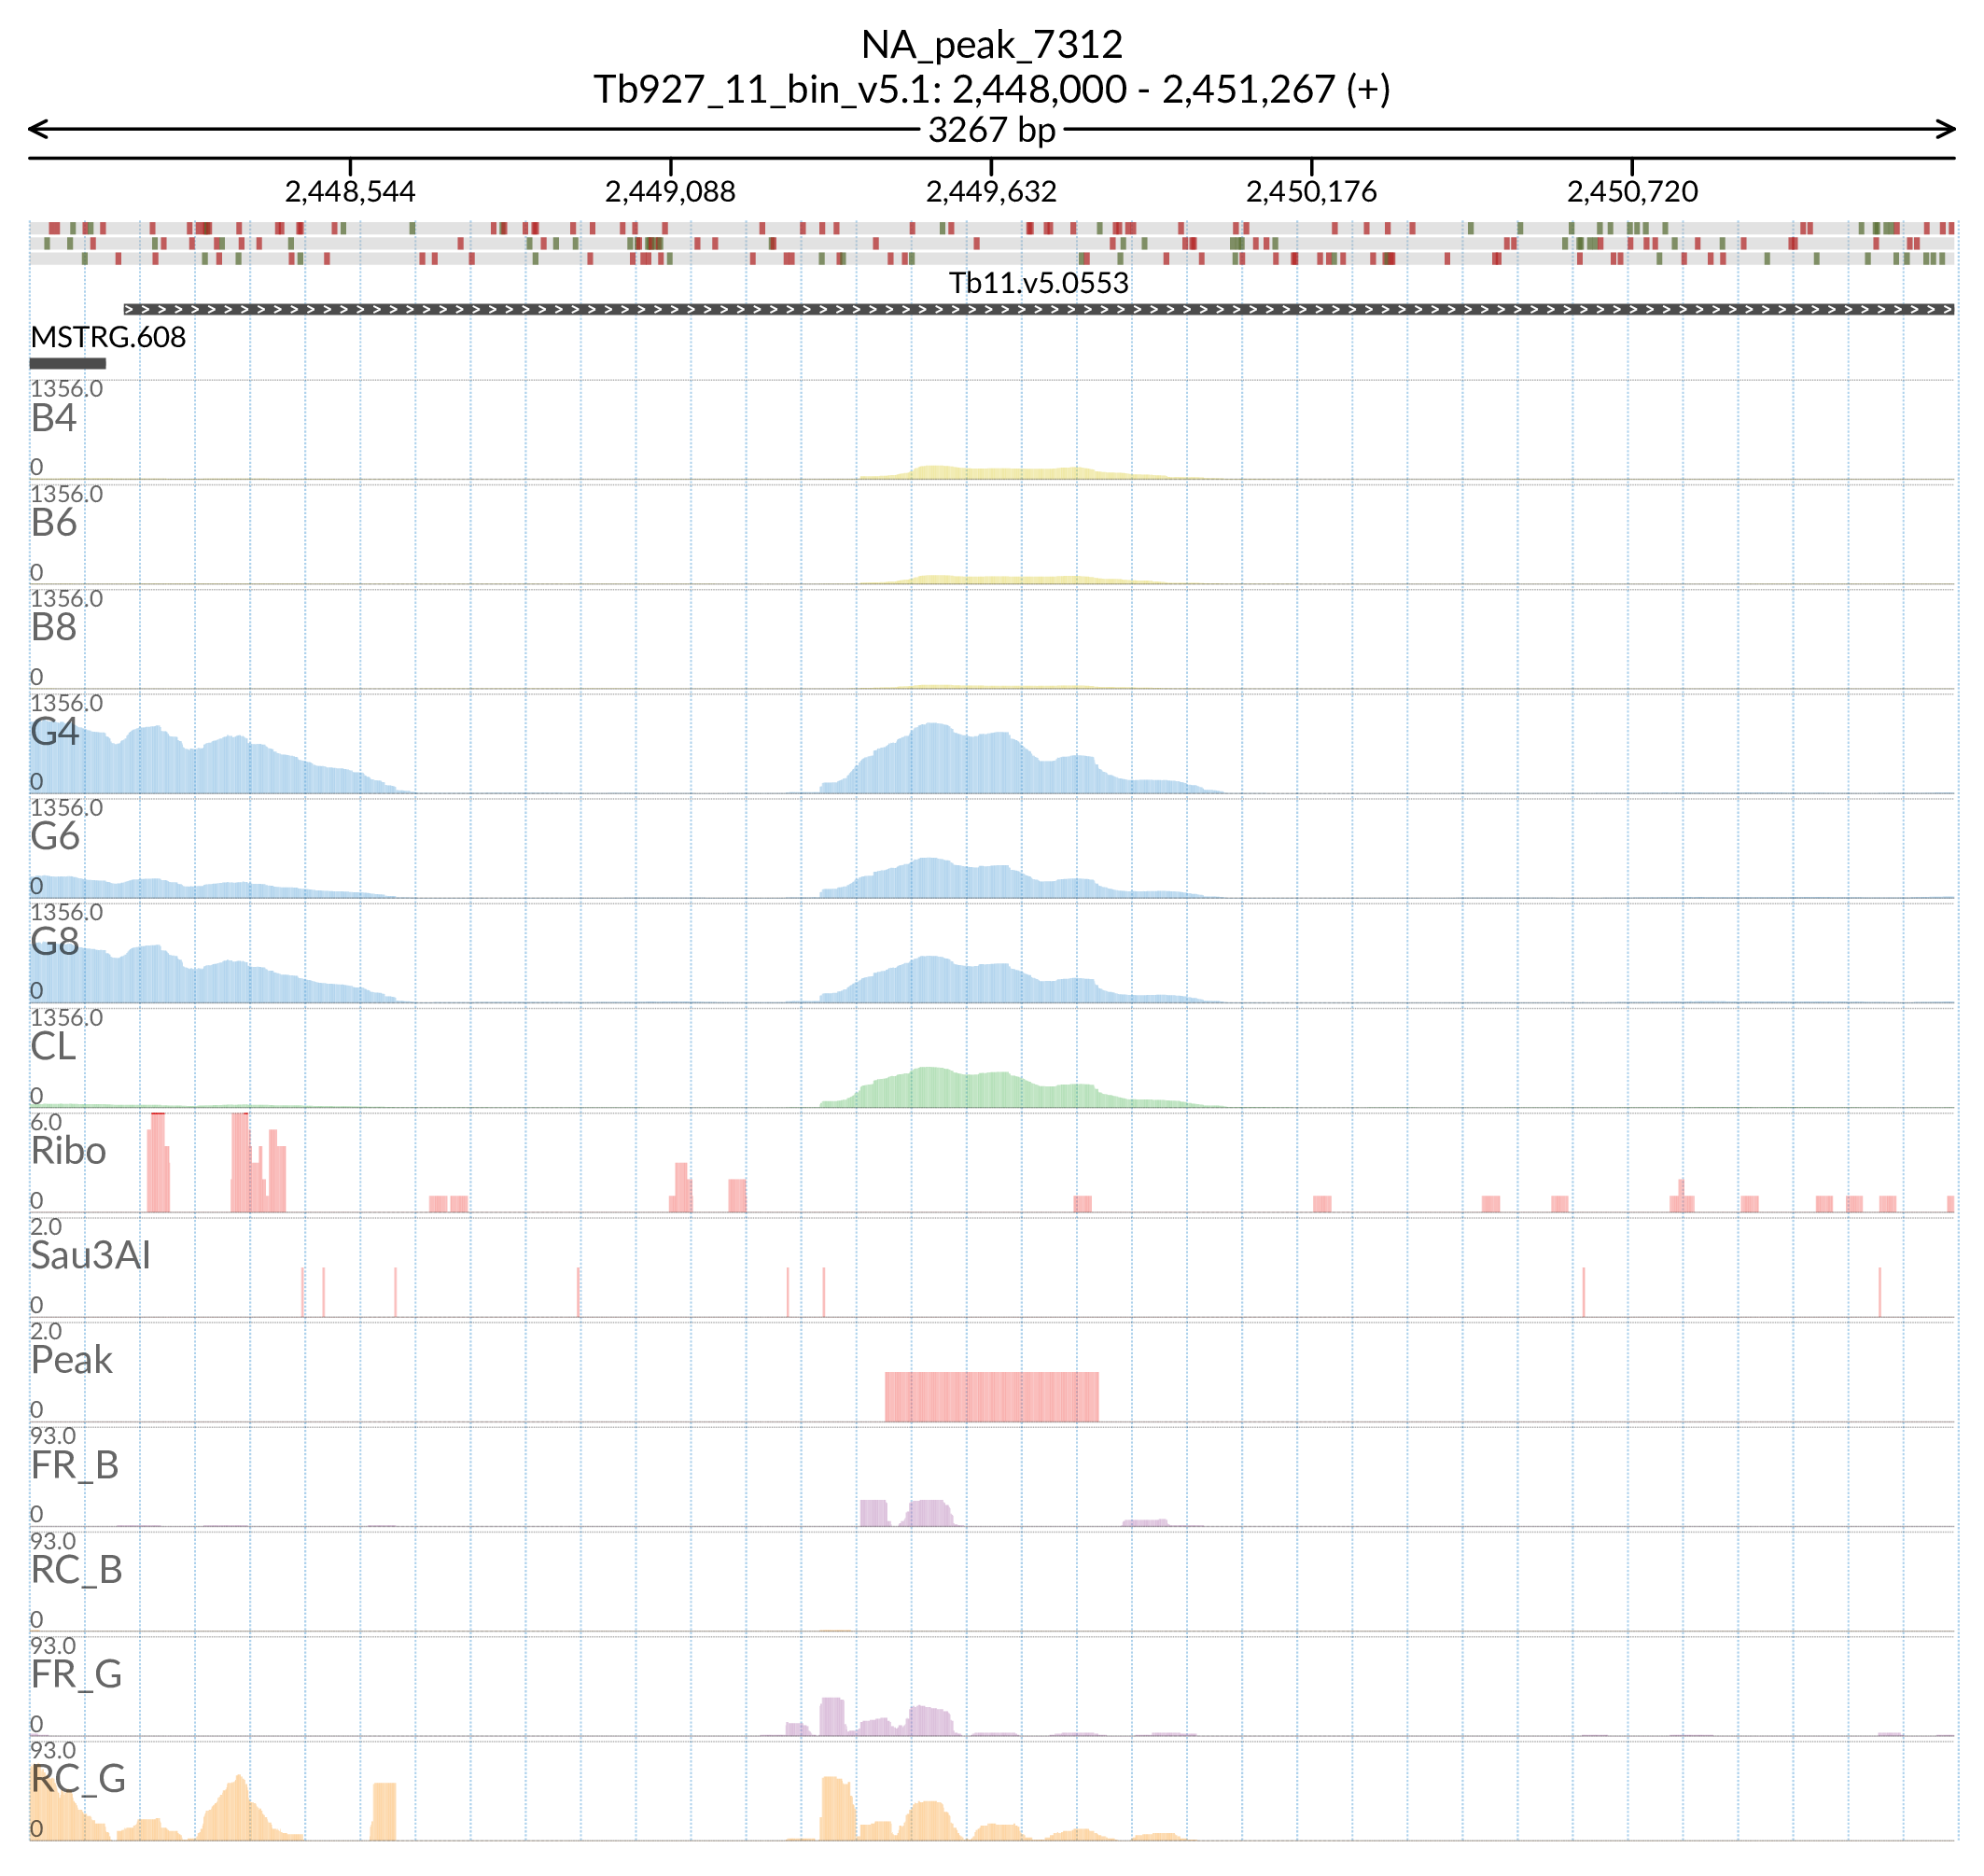 NA_peak_7312
Tb927_11_bin_v5.1: 2,448,000 - 2,451,267 (+)
3267 bp
2,448,544 2,449,088 2,449,632 2,450,176 2,450,720
Tb11.v5.0553
MSTRG.608
1356.0
B4
0
1356.0
B6
0
1356.0
B8
0
1356.0
G4
0
1356.0
G6
0
1356.0
G8
0
1356.0
CL
0
6.0
Ribo
0
2.0
Sau3AI
0
2.0
Peak
0
93.0
FR_B
0
93.0
RC_B
0
93.0
FR_G
0
93.0
RC_G
0